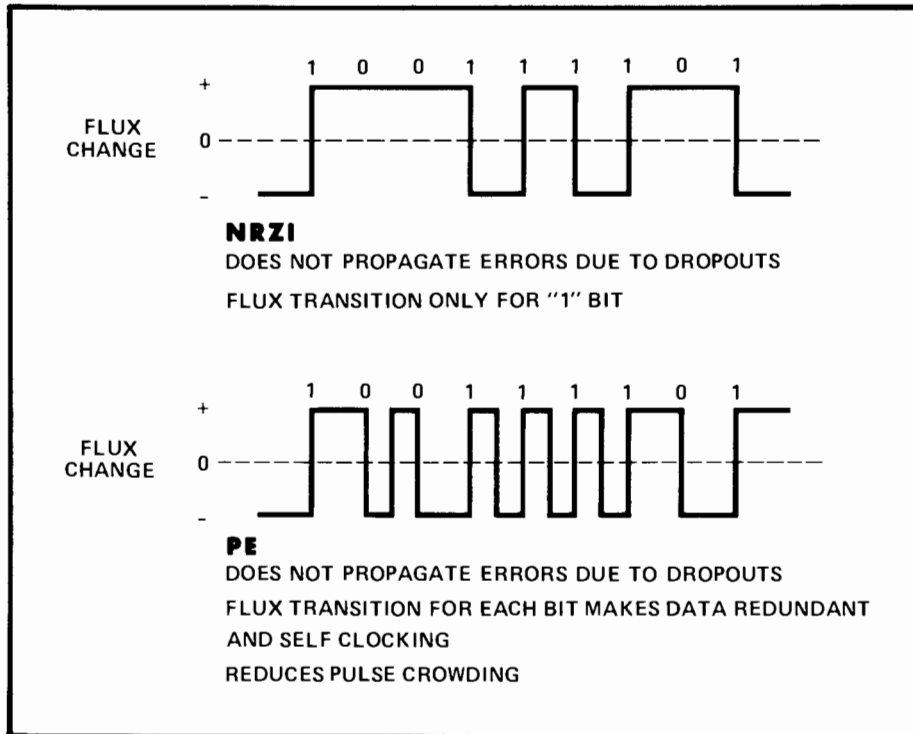 1 0 0 1 1 1 1 0 1
+
FLUX
CHANGE
0
-
NRZI
DOES NOT PROPAGATE ERRORS DUE TO DROPOUTS
FLUX TRANSITION ONLY FOR "1" BIT
1 0 0 1 1 1 1 0 1
+
FLUX
CHANGE
0
-
PE
DOES NOT PROPAGATE ERRORS DUE TO DROPOUTS
FLUX TRANSITION FOR EACH BIT MAKES DATA REDUNDANT
AND SELF CLOCKING
REDUCES PULSE CROWDING